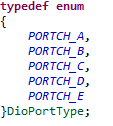 typedef enum
{
PORTCH_A,
PORTCH_B,
PORTCH_C,
PORTCH_D,
PORTCH_E
}DioPortType;